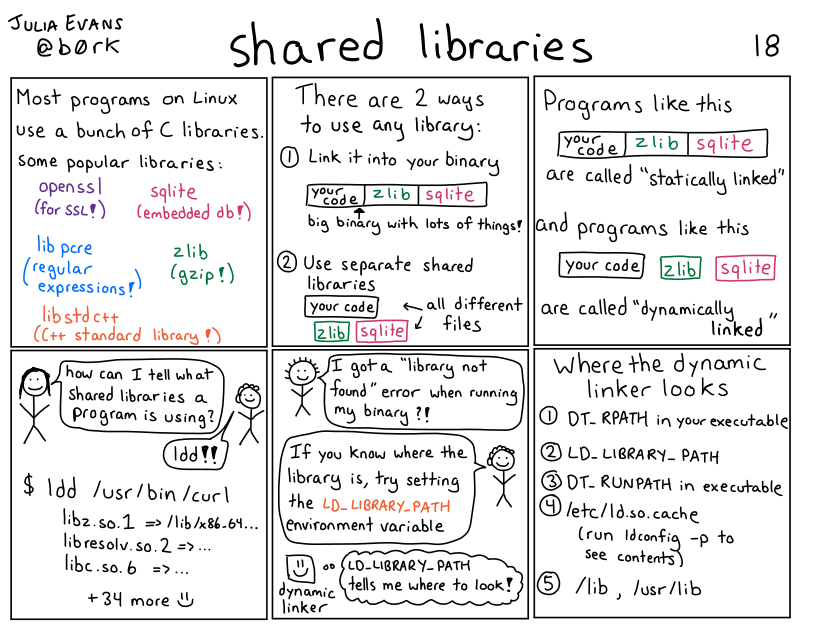 JULIA EVANS
@b0rk
shared libraries
18
Most programs on Linux
use a bunch of C libraries.
Some popular libraries:
openssl
(for SSL!)
sqlite
(embedded db!)
libpcre
(regular
expressions!)
zlib
(gzip!)
libstdc++
(C++ standard library!)
There are 2 ways
to use any library:
① Link it into your binary
your code zlib sqlite
big binary with lots of things!
② Use separate shared
libraries
your code
zlib sqlite
← all different
files
Programs like this
your code zlib sqlite
are called "statically linked"
and programs like this
your code zlib sqlite
are called "dynamically
linked"
how can I tell what
shared libraries a
program is using?
ldd!!
$ ldd /usr/bin/curl
libz.so.1 => /lib/x86-64...
libresolv.so.2 => ...
libc.so.6 => ...
+34 more
I got a "library not
found" error when running
my binary?!
If you know where the
library is, try setting
the LD_LIBRARY_PATH
environment variable
dynamic
linker
LD_LIBRARY_PATH
tells me where to look!
Where the dynamic
linker looks
① DT_RPATH in your executable
② LD_LIBRARY_PATH
③ DT_RUNPATH in executable
④ /etc/ld.so.cache
(run ldconfig -p to
see contents)
⑤ /lib, /usr/lib